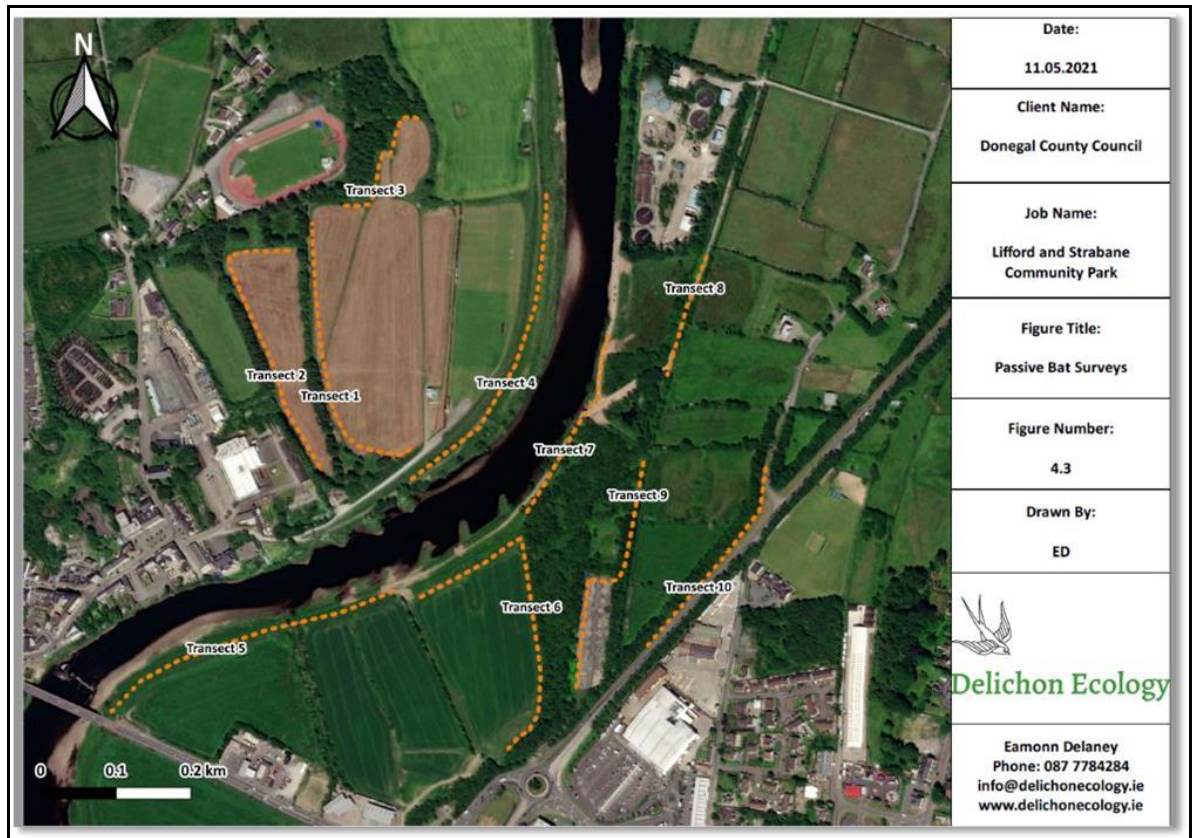 N
Transect 3
Transect 8
Transect 2
Transect 4
Transect 1
Transect 7
Transect 9
Transect 10
Transect 6
Transect 5
0 0.1 0.2 km
Date:
11.05.2021
Client Name:
Donegal County Council
Job Name:
Lifford and Strabane
Community Park
Figure Title:
Passive Bat Surveys
Figure Number:
4.3
Drawn By:
ED
Delichon Ecology
Eamonn Delaney
Phone: 087 7784284
info@delichonecology.ie
www.delichonecology.ie